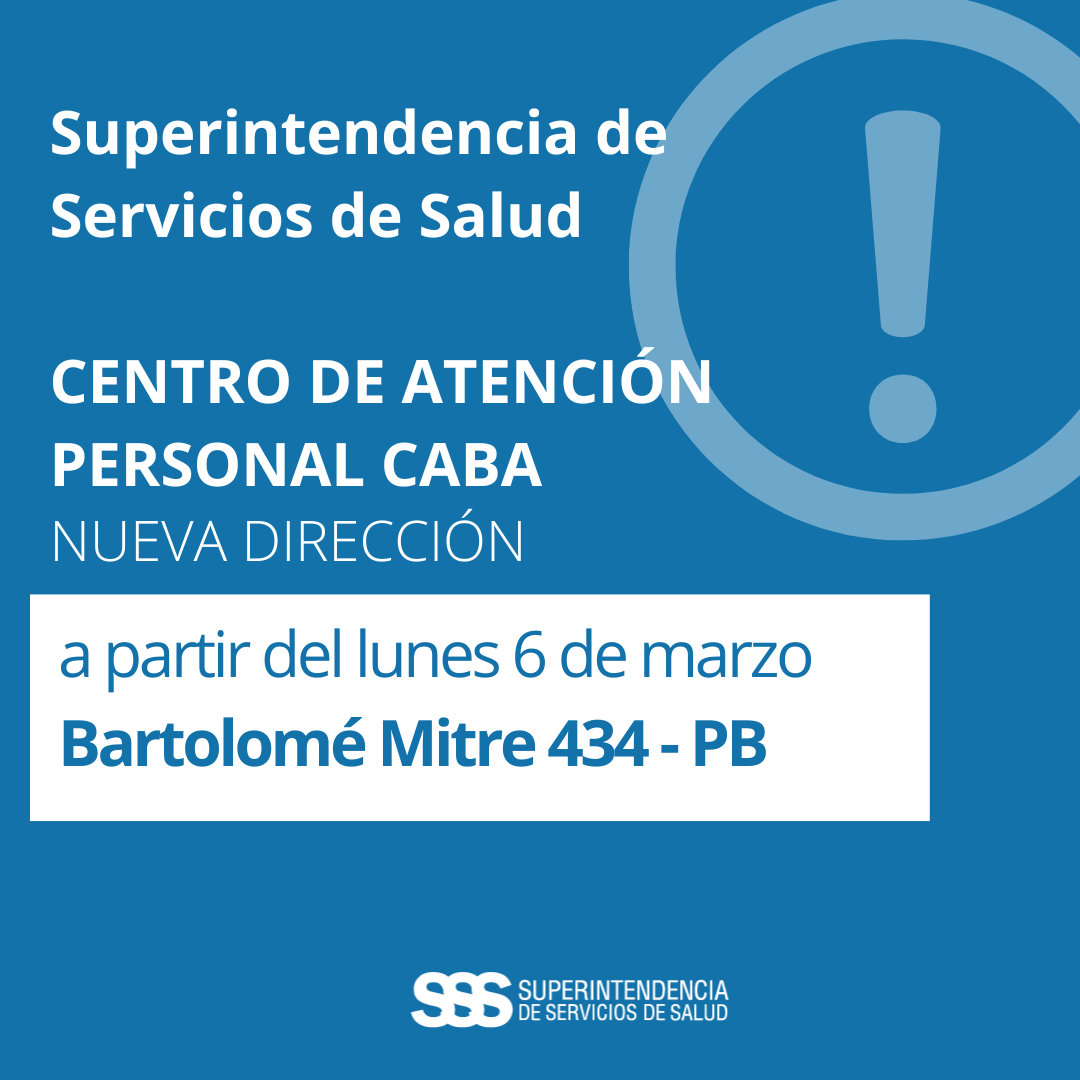 Superintendencia de
Servicios de Salud
CENTRO DE ATENCIÓN
PERSONAL CABA
NUEVA DIRECCIÓN
a partir del lunes 6 de marzo
Bartolomé Mitre 434 - PB
SSS SUPERINTENDENCIA
DE SERVICIOS DE SALUD